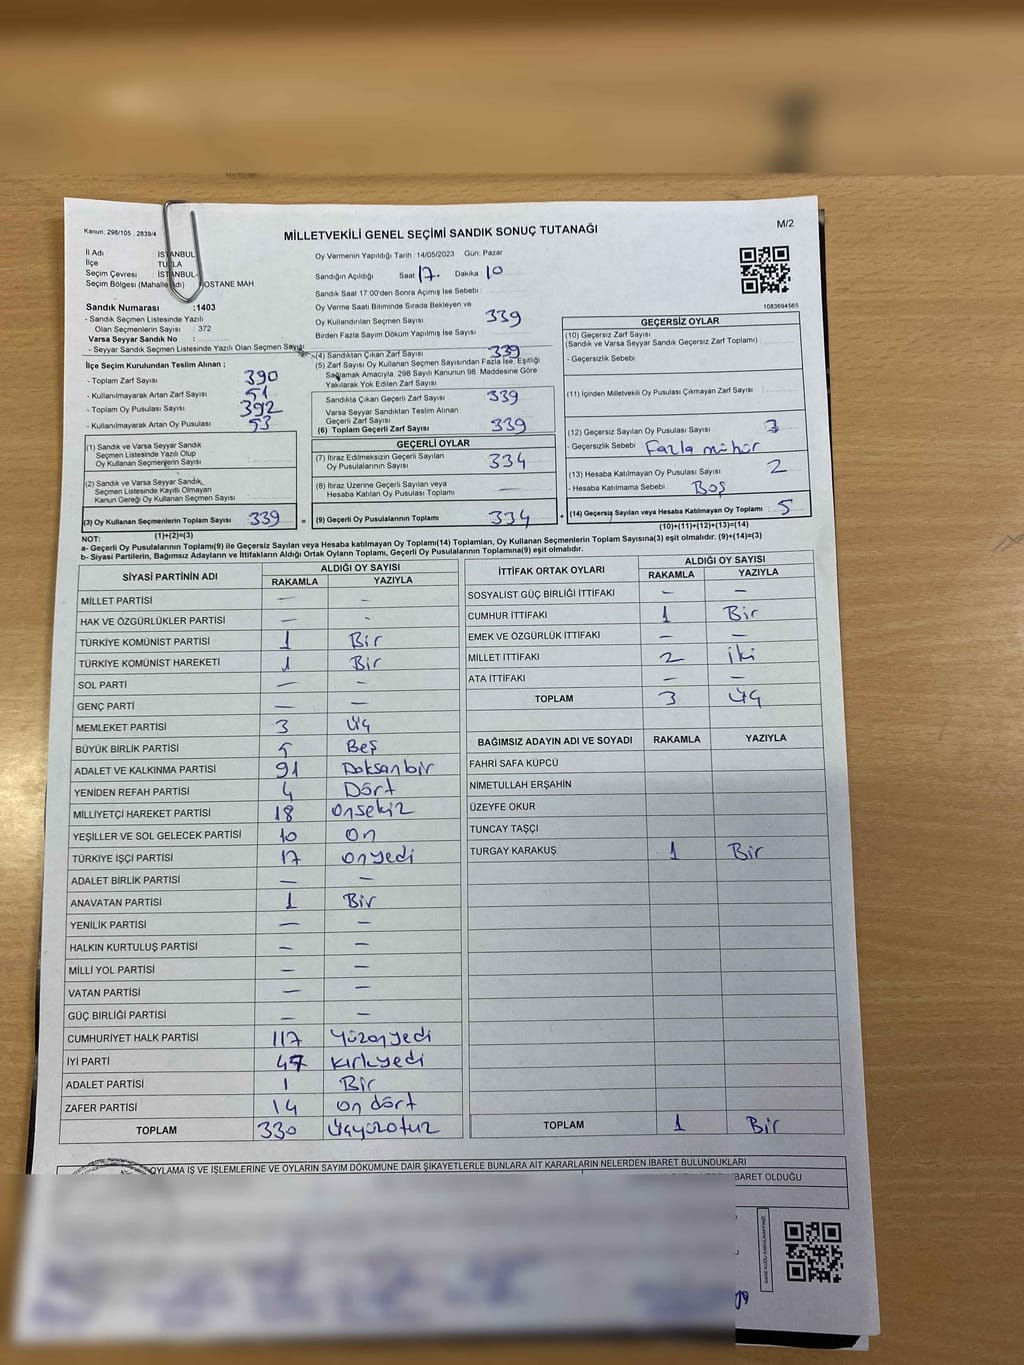 Kanun, 298/105 , 2839/4
MİLLETVEKİLİ GENEL SEÇİMİ SANDIK SONUÇ TUTANAĞI
M/2
İl Adı İSTANBUL
İlçe TUZLA
Seçim Çevresi İSTANBUL-
Seçim Bölgesi (Mahalle Adı) OSTANE MAH
Sandık Numarası :1403
- Sandık Seçmen Listesinde Yazılı
Olan Seçmenlerin Sayısı : 372
Varsa Seyyar Sandık No :
- Seyyar Sandık Seçmen Listesinde Yazılı Olan Seçmen Sayısı
İlçe Seçim Kurulundan Teslim Alınan ;
- Toplam Zarf Sayısı 390
- Kullanılmayarak Artan Zarf Sayısı 51
- Toplam Oy Pusulası Sayısı 392
- Kullanılmayarak Artan Oy Pusulası 53
(1) Sandık ve Varsa Seyyar Sandık
Seçmen Listesinde Yazılı Olup
Oy Kullanan Seçmenlerin Sayısı
(2) Sandık ve Varsa Seyyar Sandık
Seçmen Listesinde Kayıtlı Olmayan
Kanun Gereği Oy Kullanan Seçmen Sayısı
(3) Oy Kullanan Seçmenlerin Toplam Sayısı 339 =
(1)+(2)=(3)
Oy Vermenin Yapıldığı Tarih :14/05/2023 Gün: Pazar
Sandığın Açıldığı Saat 17. Dakika 10
Sandık Saat 17:00'den Sonra Açılmış İse Sebebi :
Oy Verme Saati Bitiminde Sırada Bekleyen ve
Oy Kullandırılan Seçmen Sayısı 339
Birden Fazla Sayım Döküm Yapılmış İse Sayısı :
(4) Sandıktan Çıkan Zarf Sayısı 339
(5) Zarf Sayısı Oy Kullanan Seçmen Sayısından Fazla İse, Eşitliği
Sağlamak Amacıyla, 298 Sayılı Kanunun 98. Maddesine Göre
Yakılarak Yok Edilen Zarf Sayısı
Sandıkta Çıkan Geçerli Zarf Sayısı 339
Varsa Seyyar Sandıktan Teslim Alınan
Geçerli Zarf Sayısı
(6) Toplam Geçerli Zarf Sayısı 339
GEÇERLİ OYLAR
(7) İtiraz Edilmeksizin Geçerli Sayılan
Oy Pusulalarının Sayısı 334
(8) İtiraz Üzerine Geçerli Sayılan veya
Hesaba Katılan Oy Pusulası Toplamı —
(9) Geçerli Oy Pusulalarının Toplamı 334 +
1083694565
GEÇERSİZ OYLAR
(10) Geçersiz Zarf Sayısı
(Sandık ve Varsa Seyyar Sandık Geçersiz Zarf Toplamı)
- Geçersizlik Sebebi
(11) İçinden Milletvekili Oy Pusulası Çıkmayan Zarf Sayısı
(12) Geçersiz Sayılan Oy Pusulası Sayısı 3
- Geçersizlik Sebebi Fazla mühür
(13) Hesaba Katılmayan Oy Pusulası Sayısı 2
- Hesaba Katılmama Sebebi : Boş
(14) Geçersiz Sayılan veya Hesaba Katılmayan Oy Toplamı 5
(10)+(11)+(12)+(13)=(14)
NOT:
a- Geçerli Oy Pusulalarının Toplamı(9) ile Geçersiz Sayılan veya Hesaba katılmayan Oy Toplamı(14) Toplamları, Oy Kullanan Seçmenlerin Toplam Sayısına(3) eşit olmalıdır. (9)+(14)=(3)
b- Siyasi Partilerin, Bağımsız Adayların ve İttifakların Aldığı Ortak Oyların Toplamı, Geçerli Oy Pusulalarının Toplamına(9) eşit olmalıdır.
SİYASİ PARTİNİN ADI ALDIĞI OY SAYISI
RAKAMLA YAZIYLA
MİLLET PARTİSİ — –
HAK VE ÖZGÜRLÜKLER PARTİSİ — -
TÜRKİYE KOMÜNİST PARTİSİ 1 Bir
TÜRKİYE KOMÜNİST HAREKETİ 1 Bir
SOL PARTİ — –
GENÇ PARTİ — —
MEMLEKET PARTİSİ 3 Üç
BÜYÜK BİRLİK PARTİSİ 5 Beş
ADALET VE KALKINMA PARTİSİ 91 Doksanbir
YENİDEN REFAH PARTİSİ 4 Dört
MİLLİYETÇİ HAREKET PARTİSİ 18 Onsekiz
YEŞİLLER VE SOL GELECEK PARTİSİ 10 On
TÜRKİYE İŞÇİ PARTİSİ 17 Onyedi
ADALET BİRLİK PARTİSİ — —
ANAVATAN PARTİSİ 1 Bir
YENİLİK PARTİSİ — —
HALKIN KURTULUŞ PARTİSİ — —
MİLLİ YOL PARTİSİ — —
VATAN PARTİSİ — —
GÜÇ BİRLİĞİ PARTİSİ — —
CUMHURİYET HALK PARTİSİ 117 Yüzonyedi
İYİ PARTİ 47 Kırkyedi
ADALET PARTİSİ 1 Bir
ZAFER PARTİSİ 14 on dört
TOPLAM 330 Üçyüzotuz
İTTİFAK ORTAK OYLARI ALDIĞI OY SAYISI
RAKAMLA YAZIYLA
SOSYALİST GÜÇ BİRLİĞİ İTTİFAKI — —
CUMHUR İTTİFAKI 1 Bir
EMEK VE ÖZGÜRLÜK İTTİFAKI — —
MİLLET İTTİFAKI 2 iki
ATA İTTİFAKI — —
TOPLAM 3 Üç
BAĞIMSIZ ADAYIN ADI VE SOYADI RAKAMLA YAZIYLA
FAHRİ SAFA KÜPCÜ
NİMETULLAH ERŞAHİN
ÜZEYFE OKUR
TUNCAY TAŞÇI
TURGAY KARAKUŞ 1 Bir
TOPLAM 1 Bir
OYLAMA İŞ VE İŞLEMLERİNE VE OYLARIN SAYIM DÖKÜMÜNE DAİR ŞİKAYETLERLE BUNLARA AİT KARARLARIN NELERDEN İBARET BULUNDUKLARI
İBARET OLDUĞU